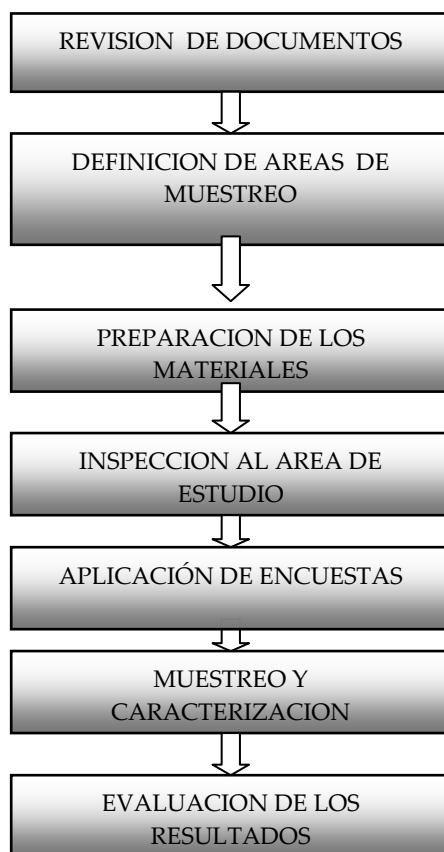 REVISION DE DOCUMENTOS
DEFINICION DE AREAS DE
MUESTREO
PREPARACION DE LOS
MATERIALES
INSPECCION AL AREA DE
ESTUDIO
APLICACIÓN DE ENCUESTAS
MUESTREO Y
CARACTERIZACION
EVALUACION DE LOS
RESULTADOS